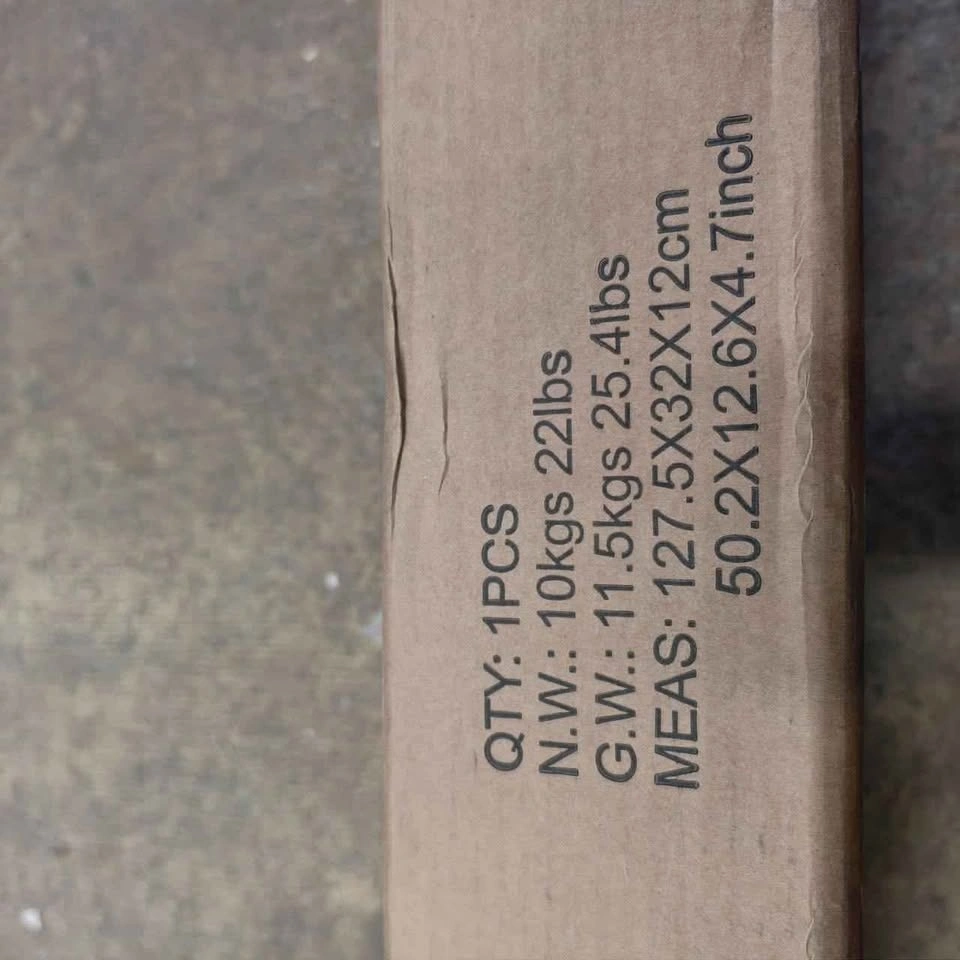 QTY: 1PCS
N.W.: 10kgs 22lbs
G.W.: 11.5kgs 25.4lbs
MEAS: 127.5X32X12cm
50.2X12.6X4.7inch